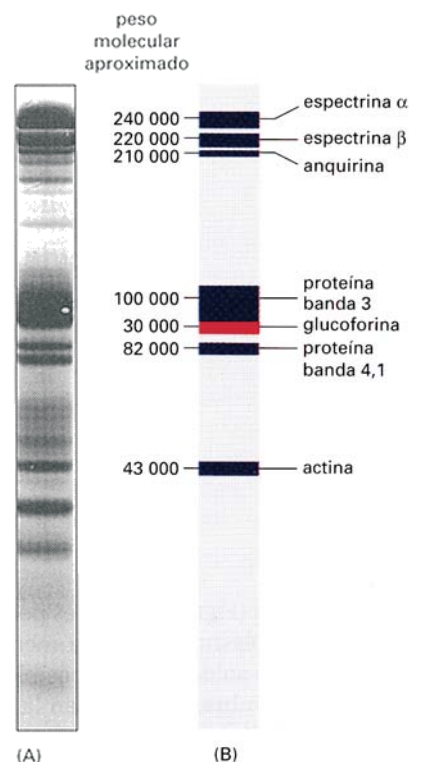 peso
molecular
aproximado
240 000
espectrina α
220 000
espectrina β
210 000
anquirina
100 000
proteína
banda 3
30 000
glucoforina
82 000
proteína
banda 4,1
43 000
actina
(A)
(B)